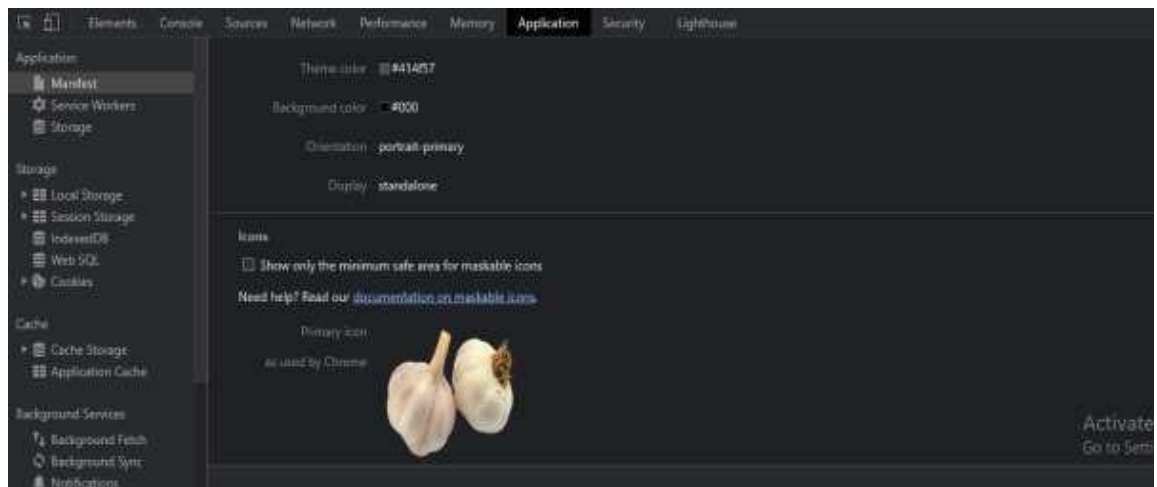 Elements Console Sources Network Performance Memory Application Security Lighthouse
Application
Manifest
Service Workers
Storage
Storage
Local Storage
Session Storage
IndexedDB
Web SQL
Cookies
Cache
Cache Storage
Application Cache
Background Services
Background Fetch
Background Sync
Notifications
Theme color #414f57
Background color #000
Orientation portrait-primary
Display standalone
Icons
Show only the minimum safe area for maskable icons
Need help? Read our documentation on maskable icons.
Primary icon
as used by Chrome
Activate
Go to Setti